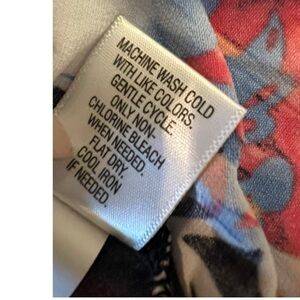 MACHINE WASH COLD
WITH LIKE COLORS.
GENTLE CYCLE.
ONLY NON.
CHLORINE BLEACH
WHEN NEEDED.
FLAT DRY.
COOL IRON
IF NEEDED.